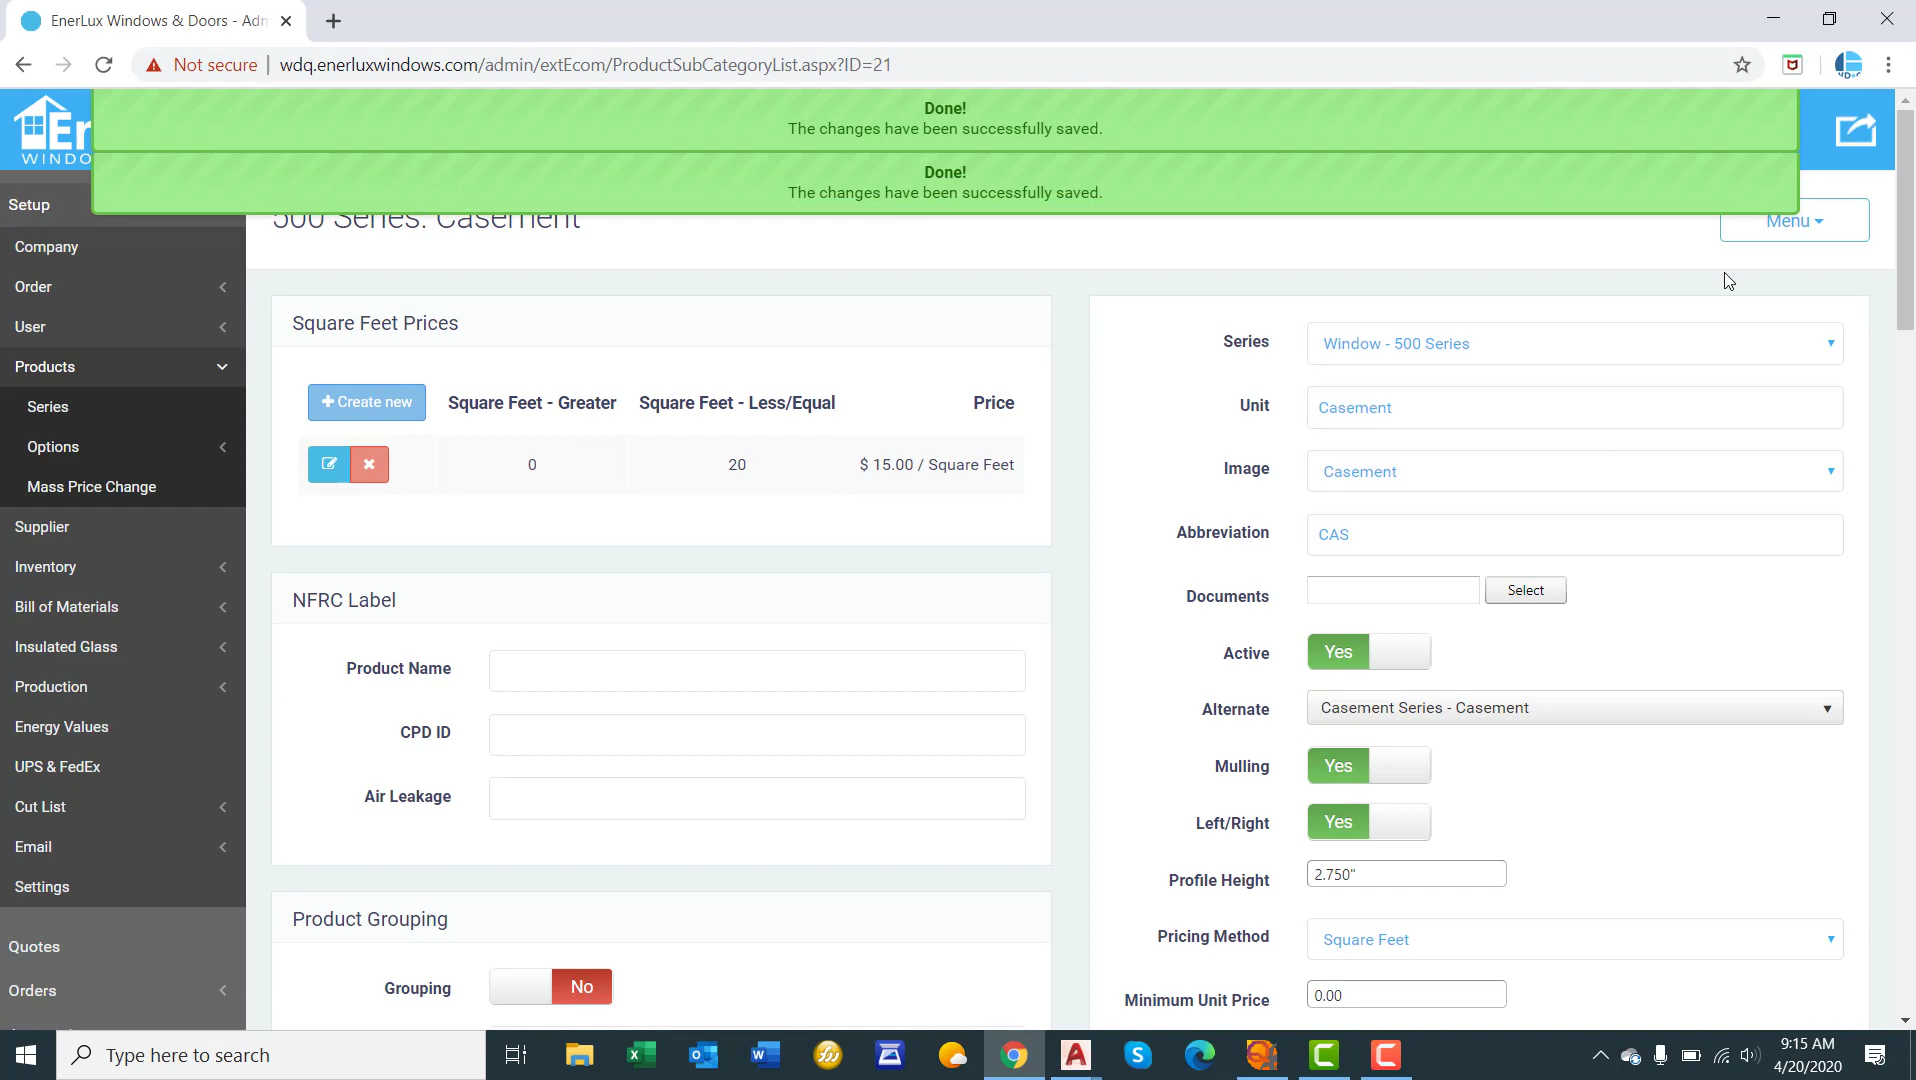 EnerLux Windows & Doors - Adm
Not secure
wdq.enerluxwindows.com/admin/extEcom/ProductSubCategoryList.aspx?ID=21
Er
WINDO
Done!
The changes have been successfully saved.
Done!
The changes have been successfully saved.
500 Series: Casement
Menu
Setup
Company
Order
User
Products
Series
Options
Mass Price Change
Supplier
Inventory
Bill of Materials
Insulated Glass
Production
Energy Values
UPS & FedEx
Cut List
Email
Settings
Quotes
Orders
Square Feet Prices
Create new
Square Feet - Greater
Square Feet - Less/Equal
Price
0
20
$ 15.00 / Square Feet
NFRC Label
Product Name
CPD ID
Air Leakage
Product Grouping
Grouping
No
Series
Window - 500 Series
Unit
Casement
Image
Casement
Abbreviation
CAS
Documents
Select
Active
Yes
Alternate
Casement Series - Casement
Mulling
Yes
Left/Right
Yes
Profile Height
2.750"
Pricing Method
Square Feet
Minimum Unit Price
0.00
Type here to search
9:15 AM
4/20/2020